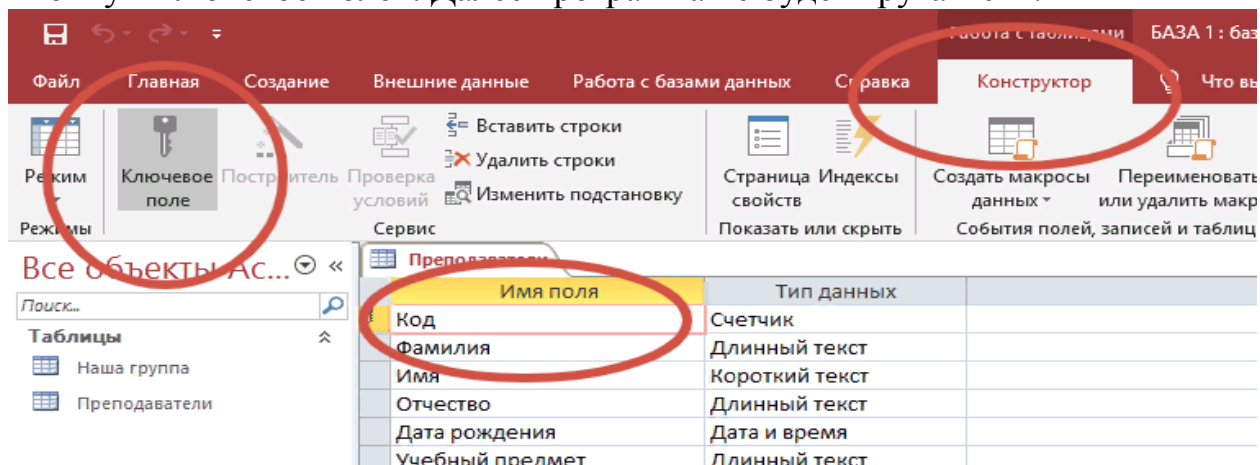 Работа с таблицами БАЗА 1 : баз
Файл Главная Создание Внешние данные Работа с базами данных Справка Конструктор Что вы
Режим
Ключевое поле
Построитель
Проверка условий
Вставить строки
Удалить строки
Изменить подстановку
Страница свойств
Индексы
Создать макросы данных
Переименовать или удалить макр
Режимы Сервис Показать или скрыть События полей, записей и таблиц
Все объекты Ac...
Поиск...
Таблицы
Наша группа
Преподаватели
Преподаватели
Имя поля Тип данных
Код Счетчик
Фамилия Длинный текст
Имя Короткий текст
Отчество Длинный текст
Дата рождения Дата и время
Учебный предмет Длинный текст